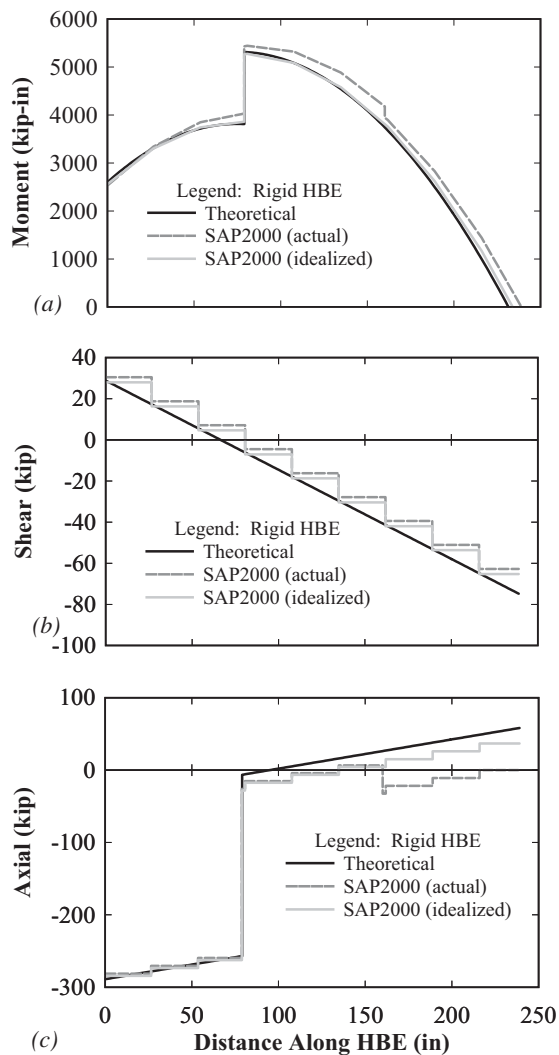 6000
5000
4000
3000
2000
1000
0
Moment (kip-in)
Legend: Rigid HBE
Theoretical
SAP2000 (actual)
SAP2000 (idealized)
(a)
40
20
0
-20
-40
-60
-80
-100
Shear (kip)
Legend: Rigid HBE
Theoretical
SAP2000 (actual)
SAP2000 (idealized)
(b)
100
0
-100
-200
-300
Axial (kip)
Legend: Rigid HBE
Theoretical
SAP2000 (actual)
SAP2000 (idealized)
0 50 100 150 200 250
(c)
Distance Along HBE (in)